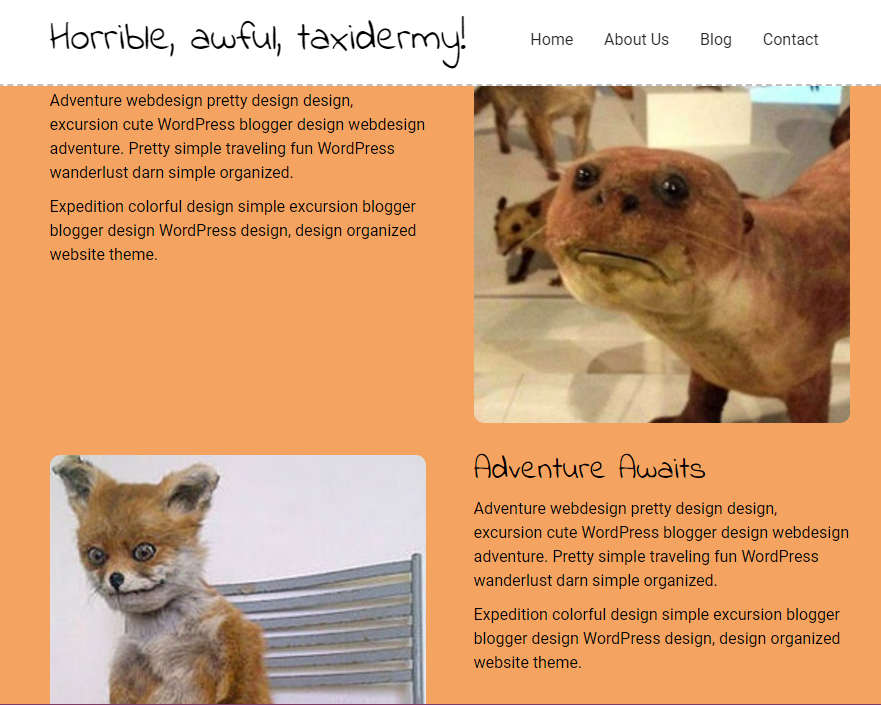 Horrible, awful, taxidermy!
Home
About Us
Blog
Contact
Adventure webdesign pretty design design,
excursion cute WordPress blogger design webdesign
adventure. Pretty simple traveling fun WordPress
wanderlust darn simple organized.
Expedition colorful design simple excursion blogger
blogger design WordPress design, design organized
website theme.
Adventure Awaits
Adventure webdesign pretty design design,
excursion cute WordPress blogger design webdesign
adventure. Pretty simple traveling fun WordPress
wanderlust darn simple organized.
Expedition colorful design simple excursion blogger
blogger design WordPress design, design organized
website theme.